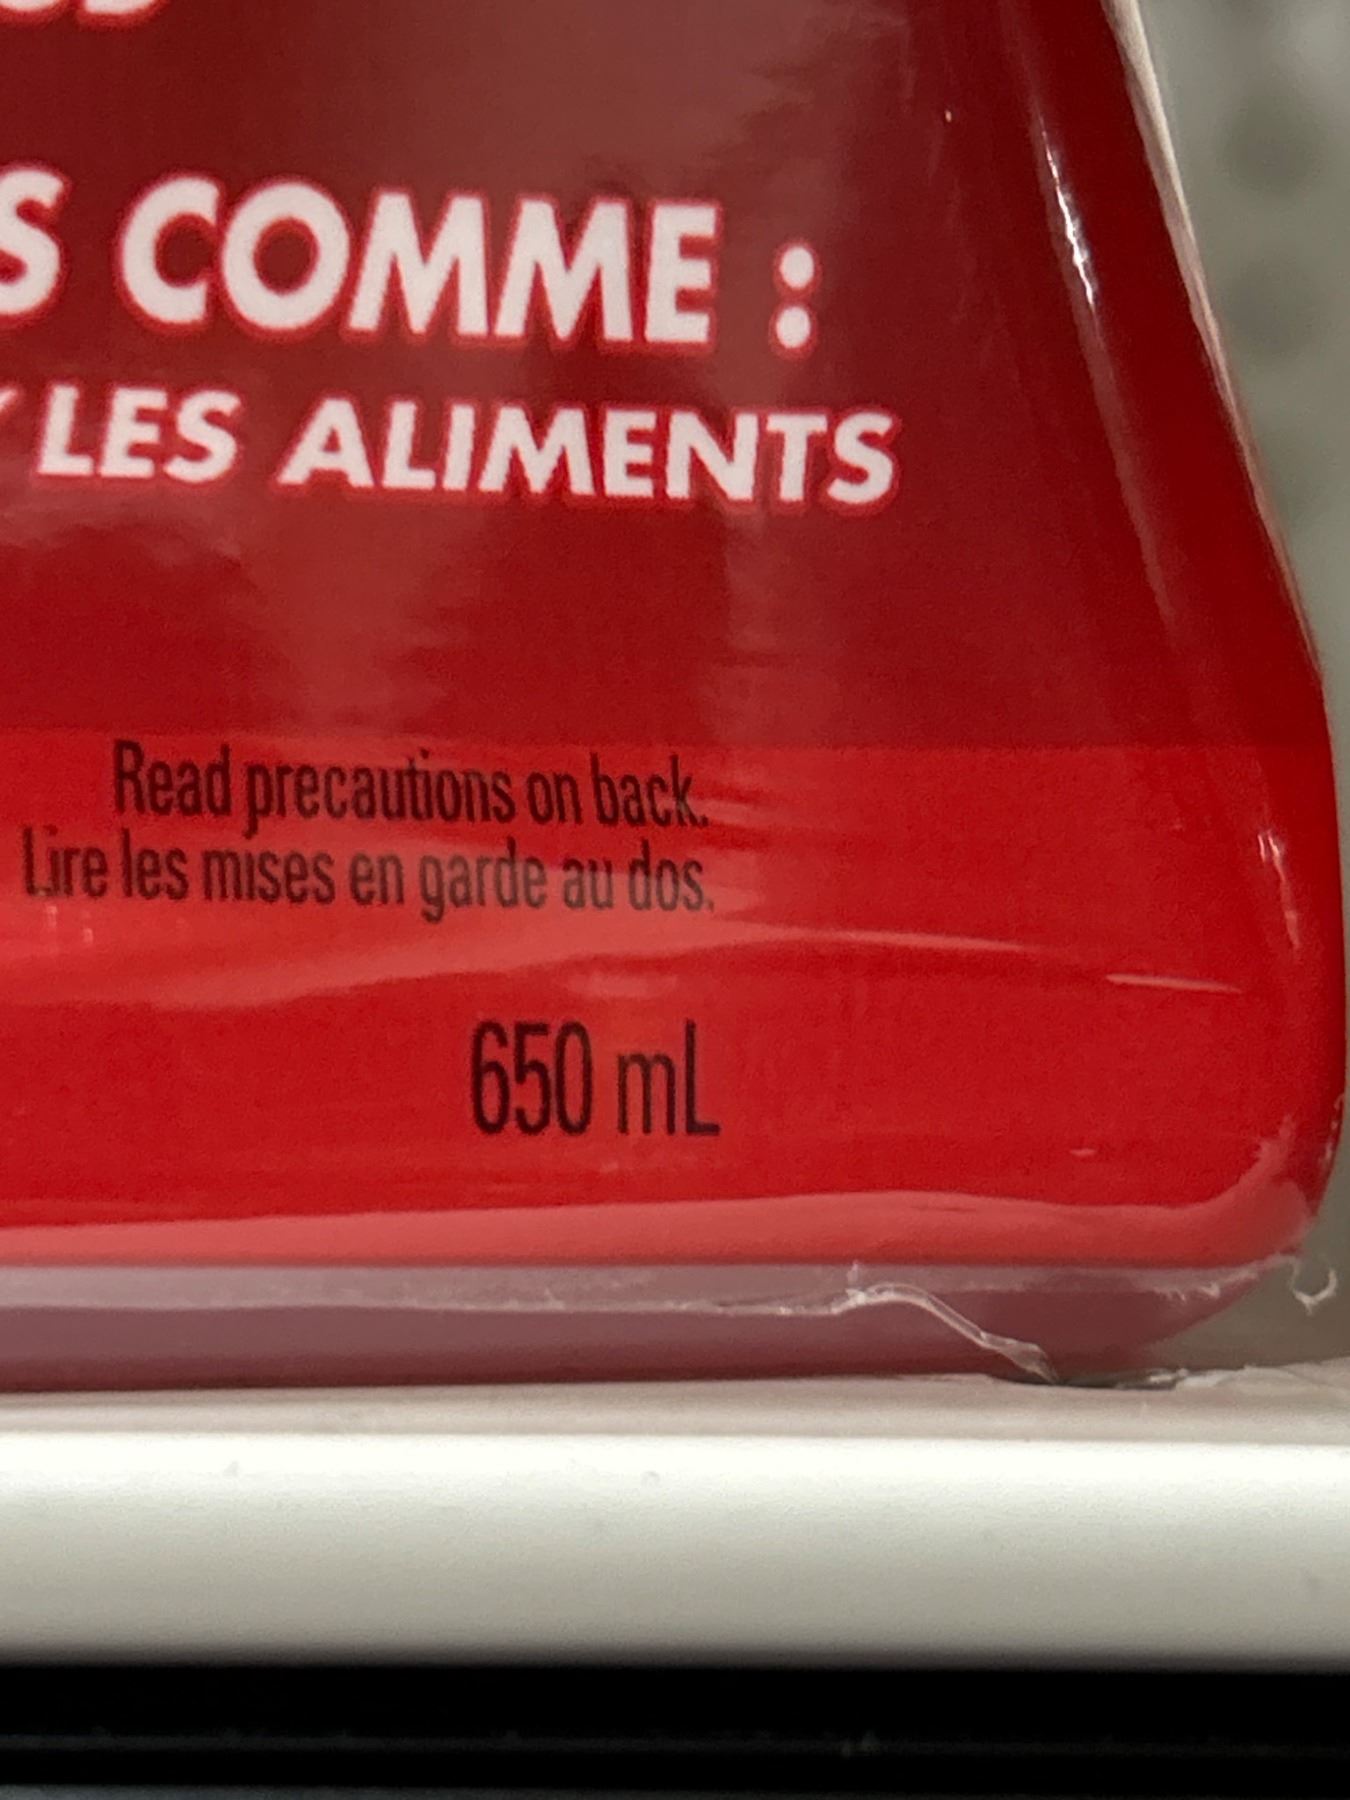 S COMME :
LES ALIMENTS
Read precautions on back.
Lire les mises en garde au dos.
650 mL